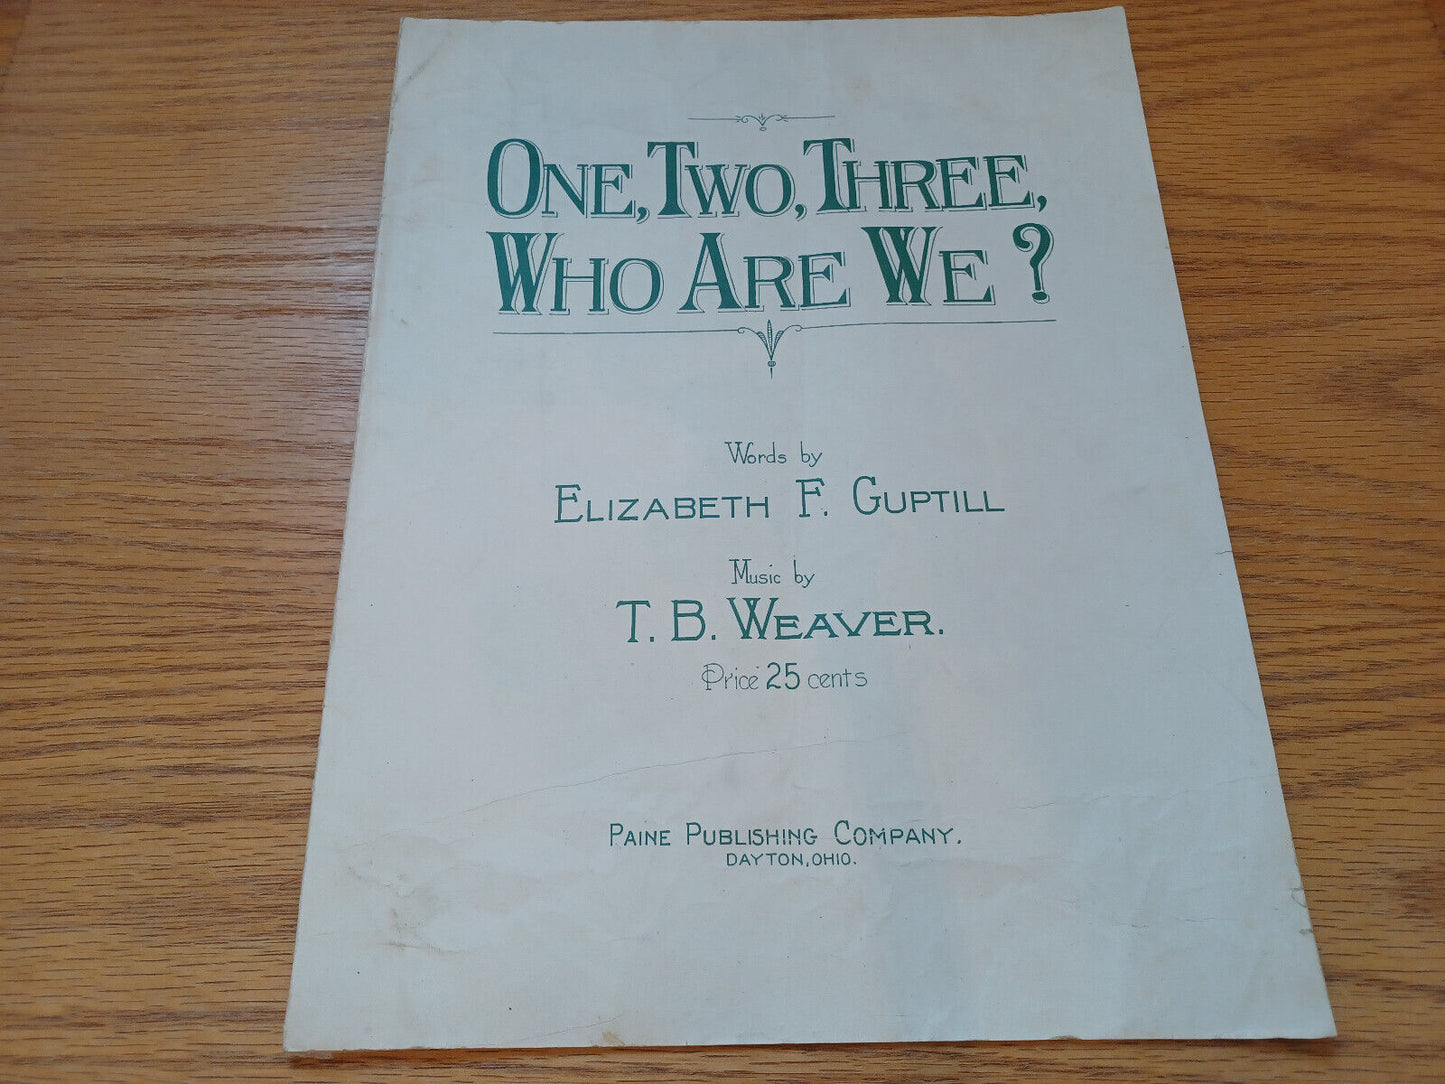 ONE, TWO, THREE,
WHO ARE WE?
Words by
ELIZABETH F. GUPTILL
Music by
T. B. WEAVER.
Price 25 cents
PAINE PUBLISHING COMPANY.
DAYTON, OHIO.